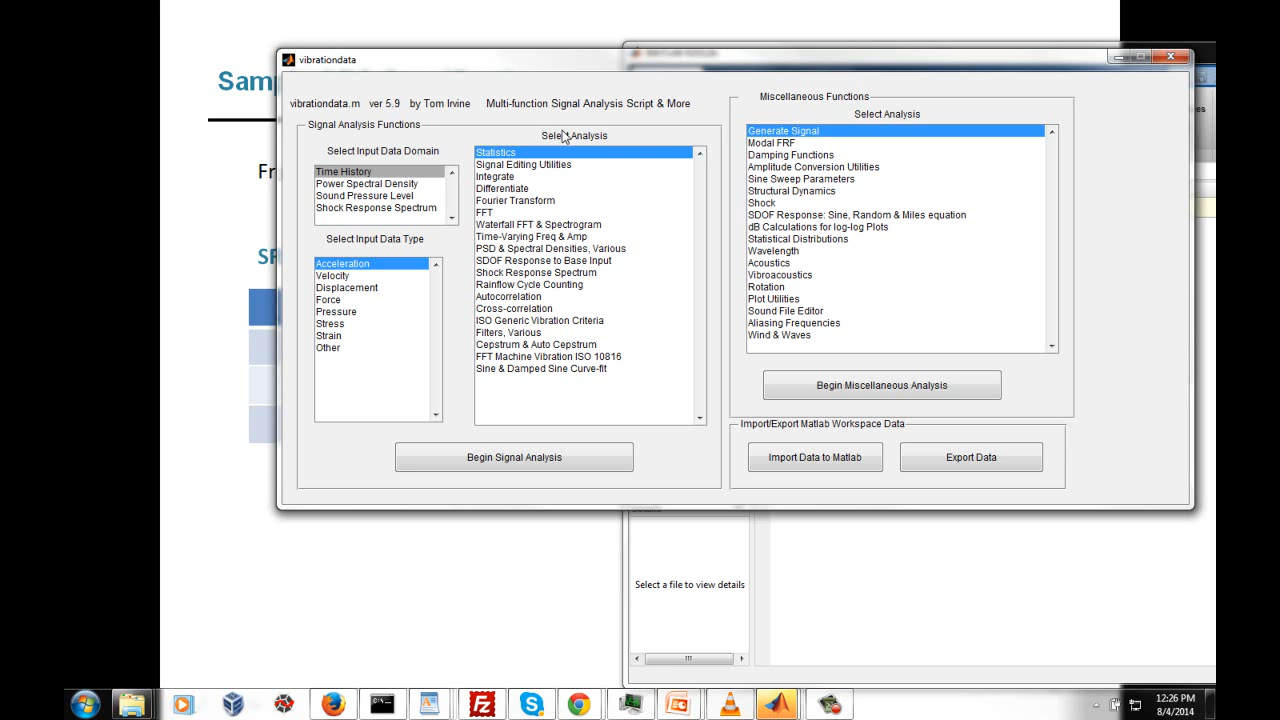 vibrationdata
Sam
vibrationdata.m ver 5.9 by Tom Irvine Multi-function Signal Analysis Script & More
Signal Analysis Functions
Select Input Data Domain
Time History
Power Spectral Density
Sound Pressure Level
Shock Response Spectrum
Select Input Data Type
Acceleration
Velocity
Displacement
Force
Pressure
Stress
Strain
Other
Select Analysis
Statistics
Signal Editing Utilities
Integrate
Differentiate
Fourier Transform
FFT
Waterfall FFT & Spectrogram
Time-Varying Freq & Amp
PSD & Spectral Densities, Various
SDOF Response to Base Input
Shock Response Spectrum
Rainflow Cycle Counting
Autocorrelation
Cross-correlation
ISO Generic Vibration Criteria
Filters, Various
Cepstrum & Auto Cepstrum
FFT Machine Vibration ISO 10816
Sine & Damped Sine Curve-fit
Begin Signal Analysis
Miscellaneous Functions
Select Analysis
Generate Signal
Modal FRF
Damping Functions
Amplitude Conversion Utilities
Sine Sweep Parameters
Structural Dynamics
Shock
SDOF Response: Sine, Random & Miles equation
dB Calculations for log-log Plots
Statistical Distributions
Wavelength
Acoustics
Vibroacoustics
Rotation
Plot Utilities
Sound File Editor
Aliasing Frequencies
Wind & Waves
Begin Miscellaneous Analysis
Import/Export Matlab Workspace Data
Import Data to Matlab
Export Data
Fr
SP
Select a file to view details
12:26 PM
8/4/2014